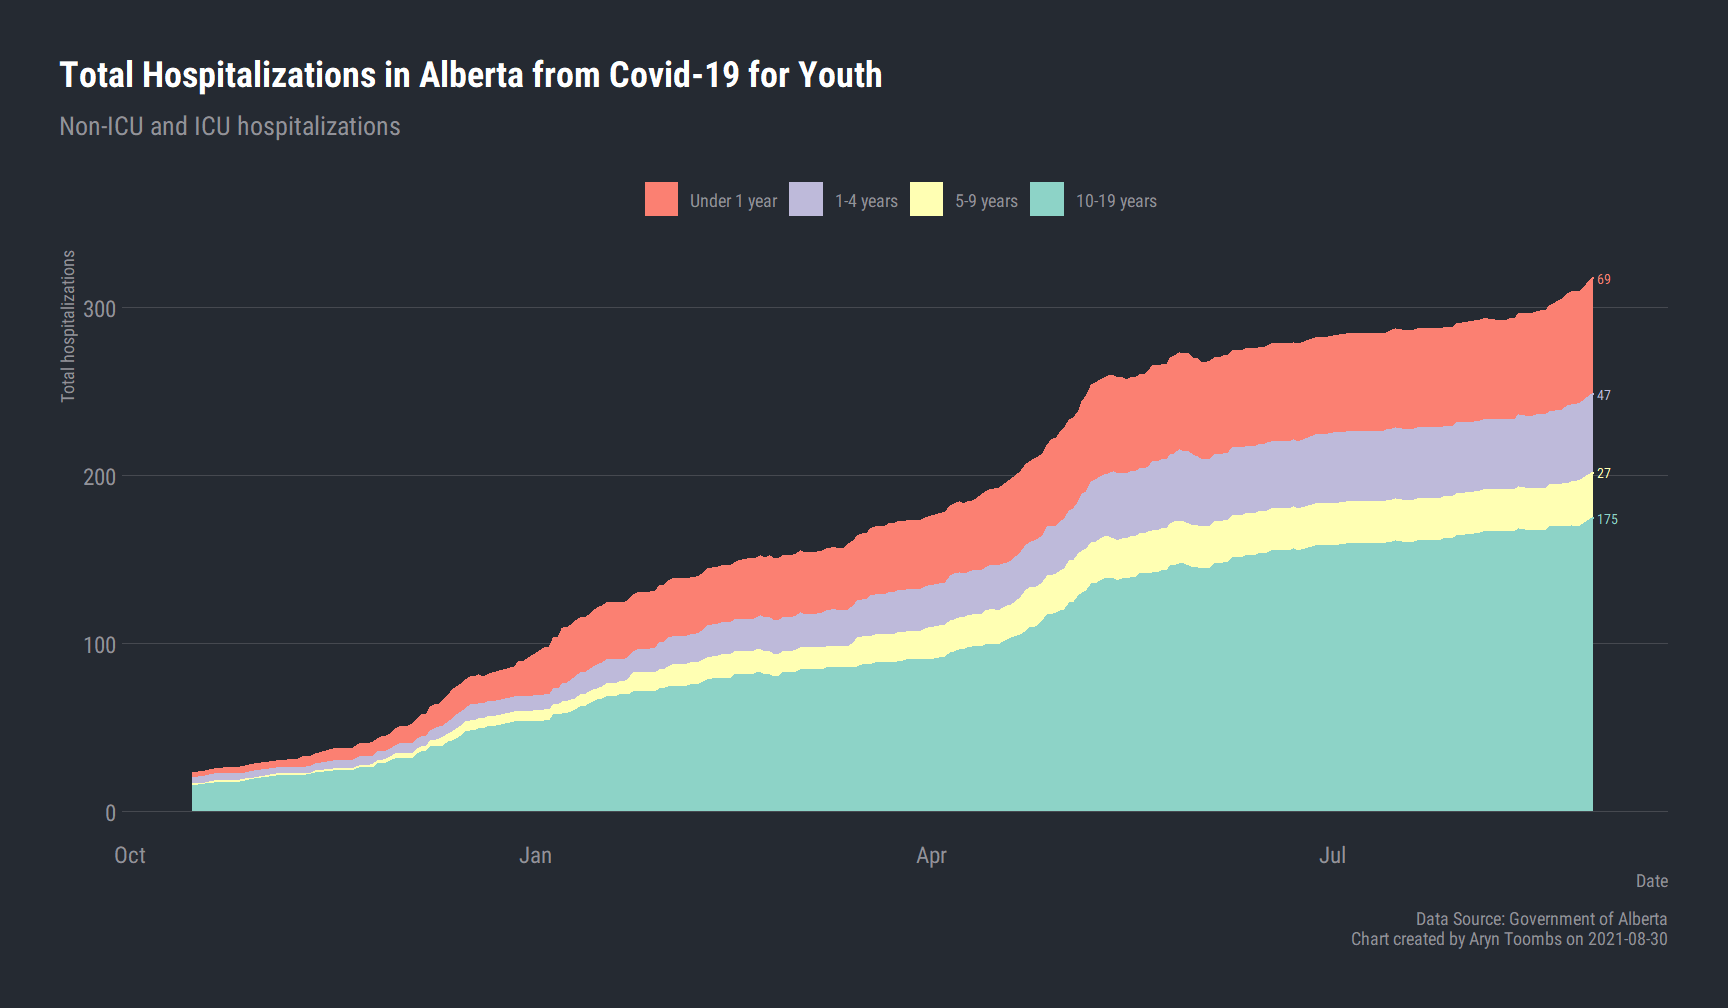 Total Hospitalizations in Alberta from Covid-19 for Youth
Non-ICU and ICU hospitalizations
Under 1 year 1-4 years 5-9 years 10-19 years
Total hospitalizations
300
200
100
0
69
47
27
175
Oct Jan Apr Jul
Date
Data Source: Government of Alberta
Chart created by Aryn Toombs on 2021-08-30